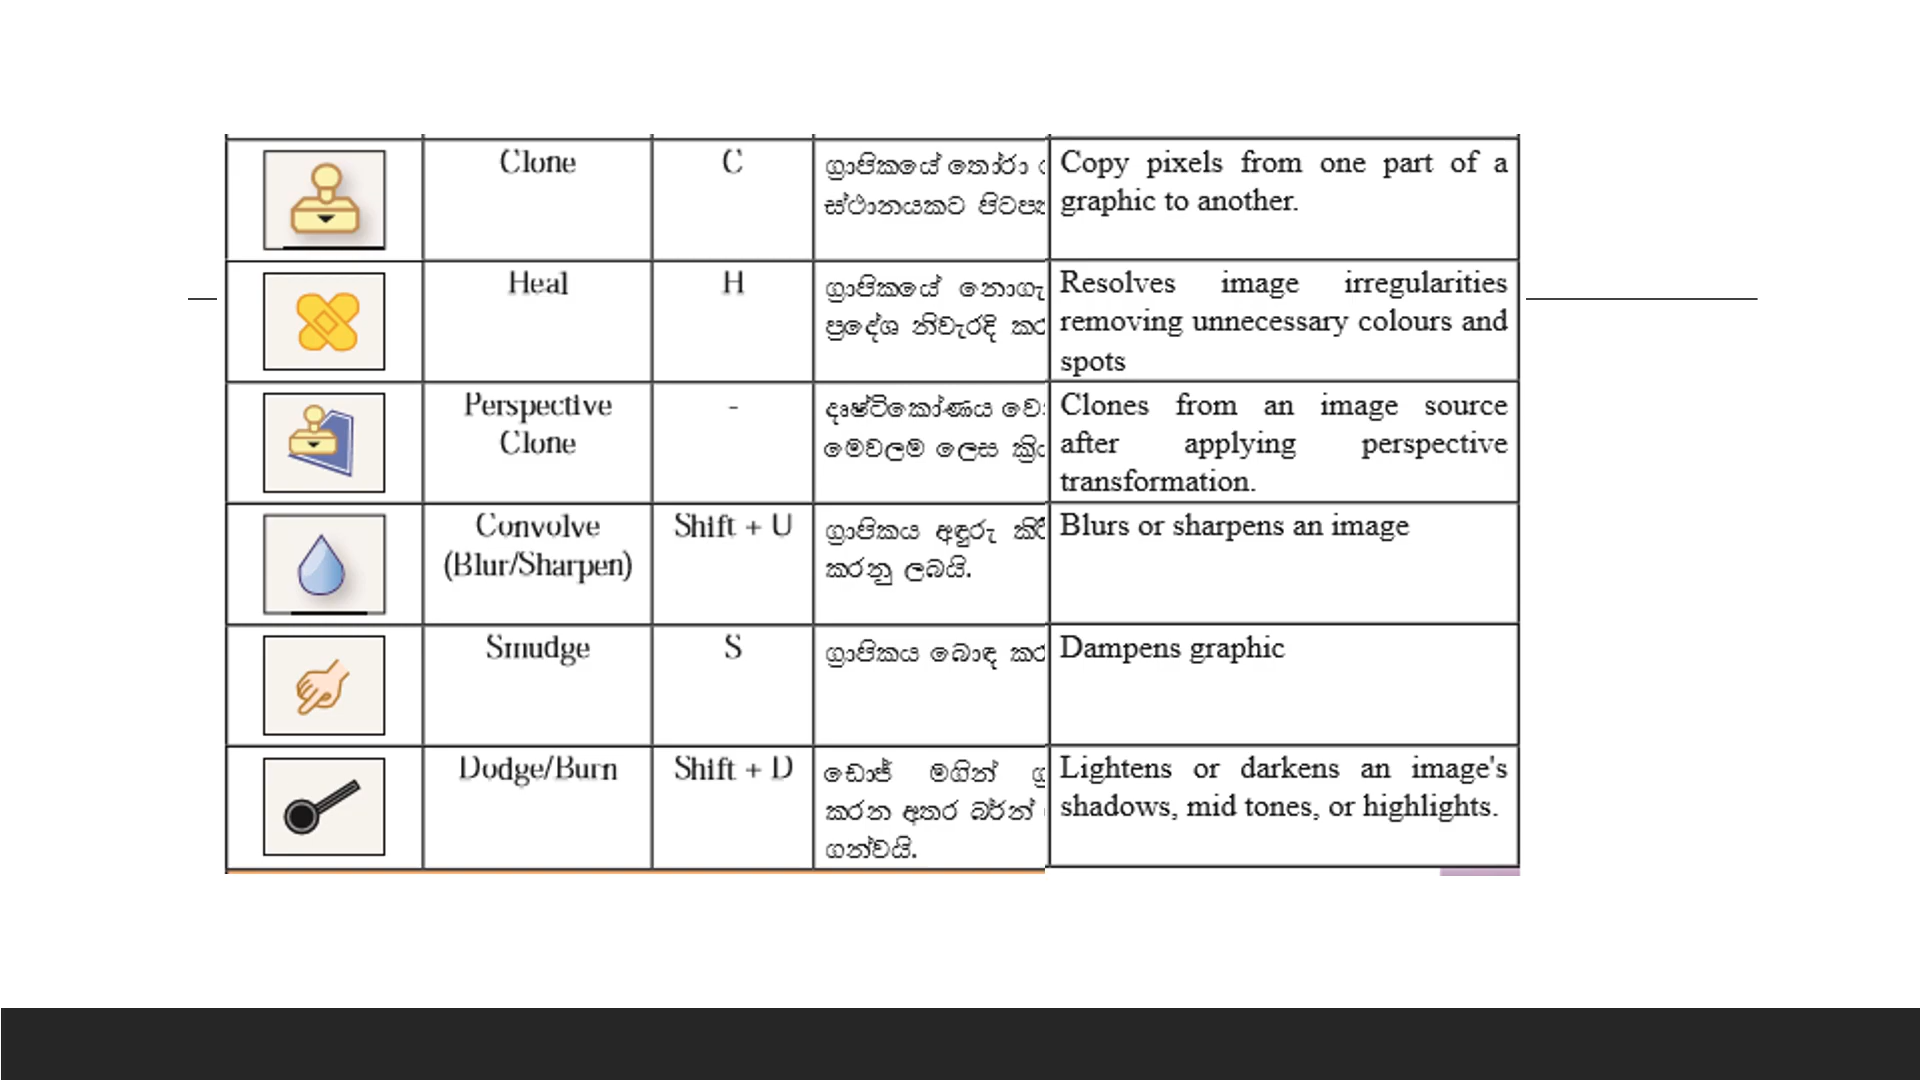 Clone
C
ග්‍රාපිකයේ තෝරා
Copy pixels from one part of a
ස්ථානයකට
graphic to another.
Heal
H
ග්‍රාපිකයේ
Resolves image irregularities
ප්‍රදේශ නිවැරදි
removing unnecessary colours and
spots
Perspective
-
දෘෂ්ටිකෝණය
Clones from an image source
Clone
මෙවලම ලෙස
after applying perspective
transformation.
Convolve
Shift + U
ග්‍රාපිකය අඳුරු
Blurs or sharpens an image
(Blur/Sharpen)
කරනු ලබයි.
Smudge
S
ග්‍රාපිකය බොඳ
Dampens graphic
Dodge/Burn
Shift + D
ඩොජ් මගින්
Lightens or darkens an image's
කරන අතර බර්න්
shadows, mid tones, or highlights.
ගන්වයි.